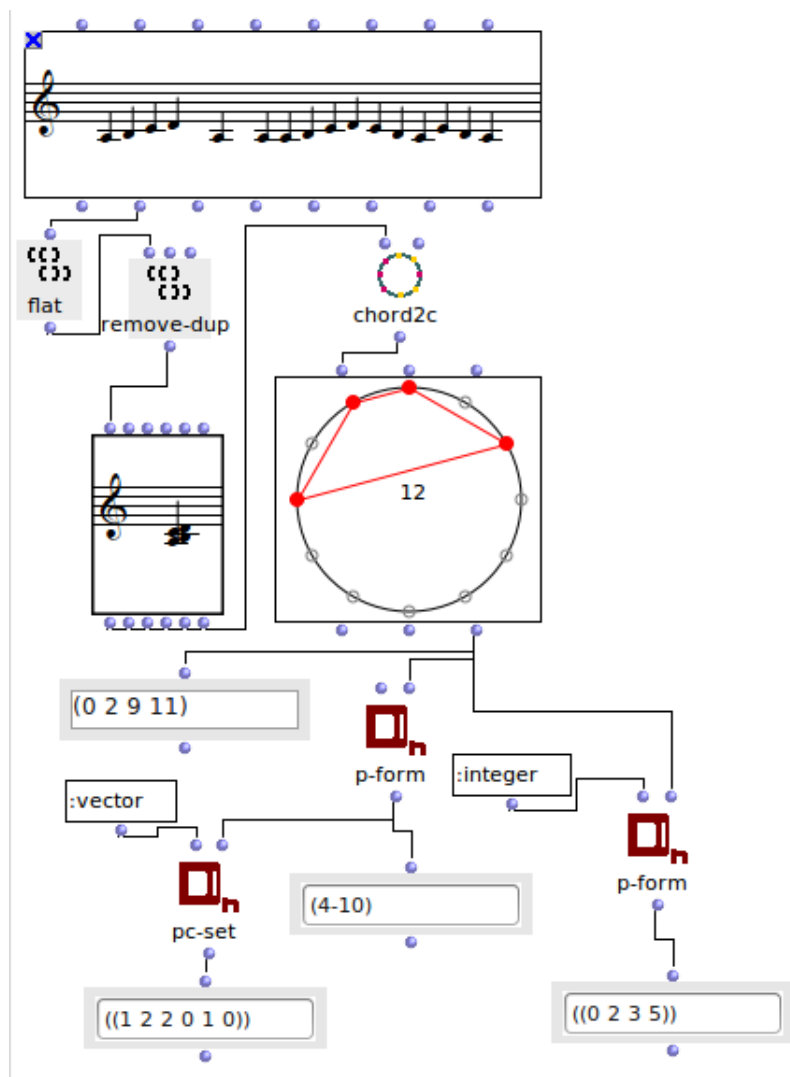 flat
remove-dup
chord2c
12
(0 2 9 11)
p-form
:integer
:vector
p-form
pc-set
(4-10)
((1 2 2 0 1 0))
((0 2 3 5))